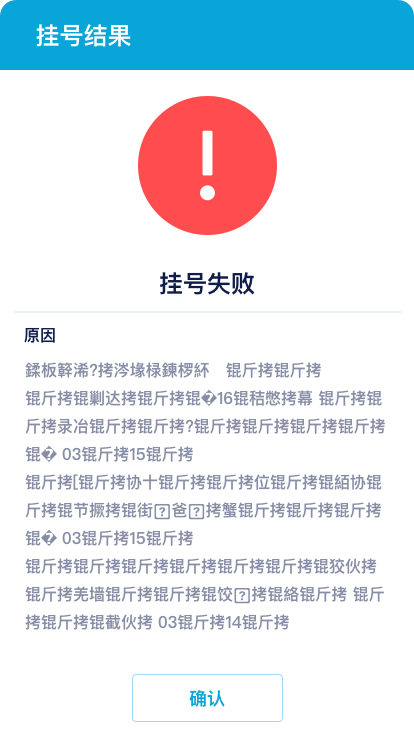 挂号结果
挂号失败
原因
鍒板簳浠?拷涔堟椂鍊欏紑　锟斤拷锟斤拷
锟斤拷锟剿达拷锟斤拷锟�16锟秸憋拷幕 锟斤拷锟
斤拷录冶锟斤拷锟斤拷?锟斤拷锟斤拷锟斤拷锟斤拷
锟� 03锟斤拷15锟斤拷
锟斤拷[锟斤拷协十锟斤拷锟斤拷位锟斤拷锟絔协锟
斤拷锟节撅拷锟街⍰爸⍰拷蟹锟斤拷锟斤拷锟斤拷
锟� 03锟斤拷15锟斤拷
锟斤拷锟斤拷锟斤拷锟斤拷锟斤拷锟斤拷锟狡伙拷
锟斤拷羌墙锟斤拷锟斤拷锟饺⍰拷锟絡锟斤拷 锟斤
拷锟斤拷锟截伙拷 03锟斤拷14锟斤拷
确认